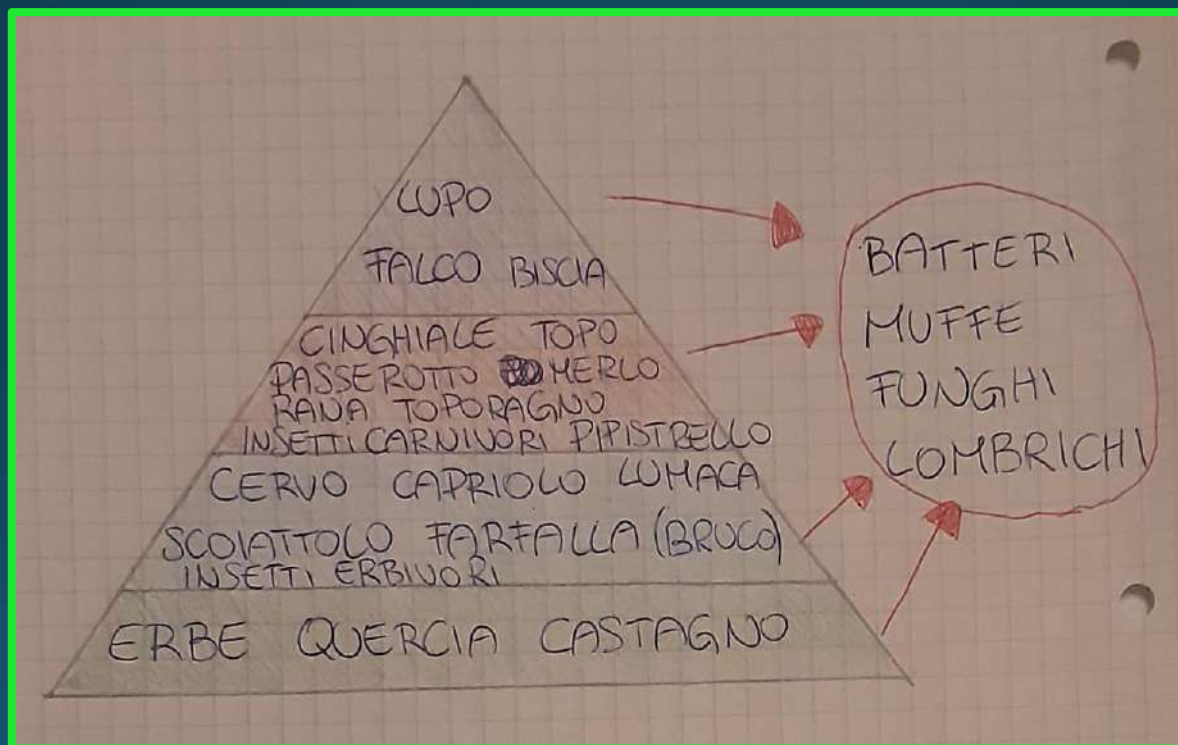 LUPO
FALCO BISCIA
CINGHIALE TOPO
PASSEROTTO MERLO
RANA TOPORAGNO
INSETTI CARNIVORI PIPISTRELLO
CERVO CAPRIOLO LUMACA
SCOIATTOLO FARFALLA (BRUCO)
INSETTI ERBIVORI
ERBE QUERCIA CASTAGNO
BATTERI
MUFFE
FUNGHI
LOMBRICHI